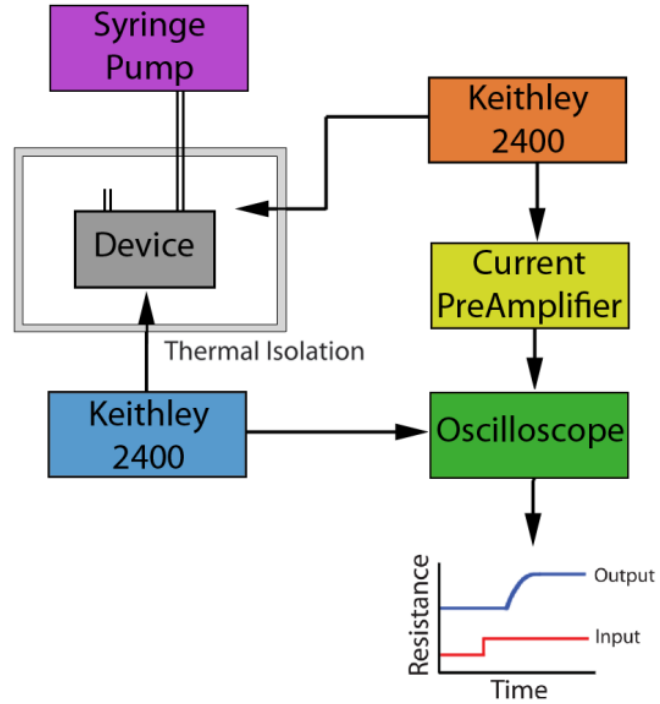 Syringe
Pump
Keithley
2400
Device
Current
PreAmplifier
Thermal Isolation
Keithley
2400
Oscilloscope
Resistance
Output
Input
Time